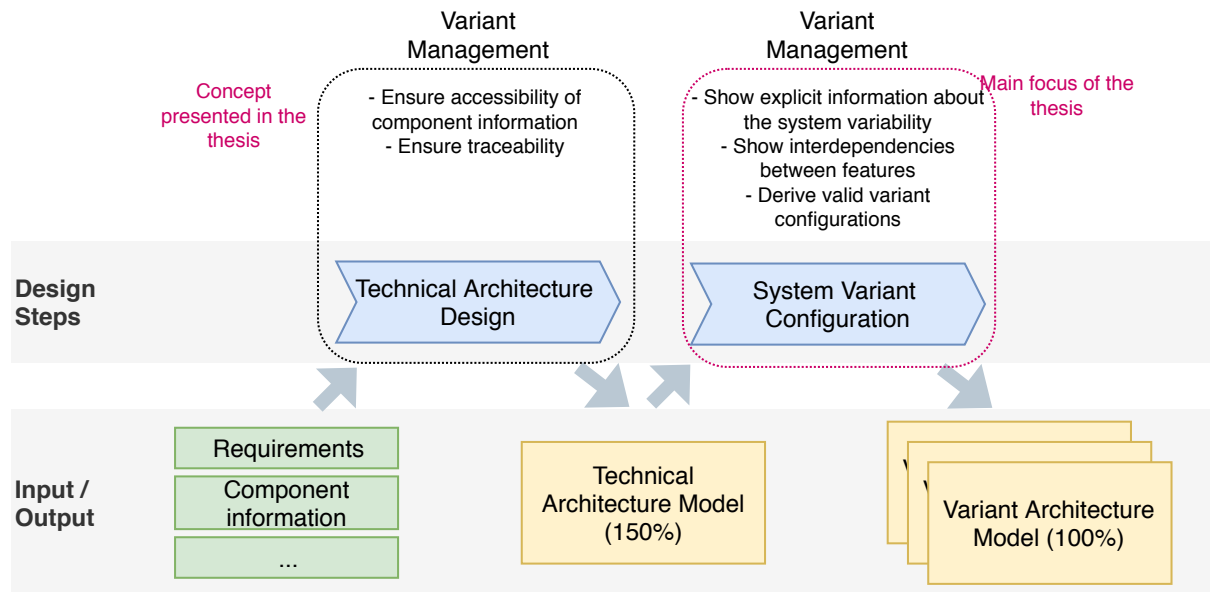 Variant
Management
Variant
Management
Concept
presented in the
thesis
- Ensure accessibility of
component information
- Ensure traceability
- Show explicit information about
the system variability
- Show interdependencies
between features
- Derive valid variant
configurations
Main focus of the
thesis
Design
Steps
Technical Architecture
Design
System Variant
Configuration
Input /
Output
Requirements
Component
information
...
Technical
Architecture Model
(150%)
Variant Architecture
Model (100%)